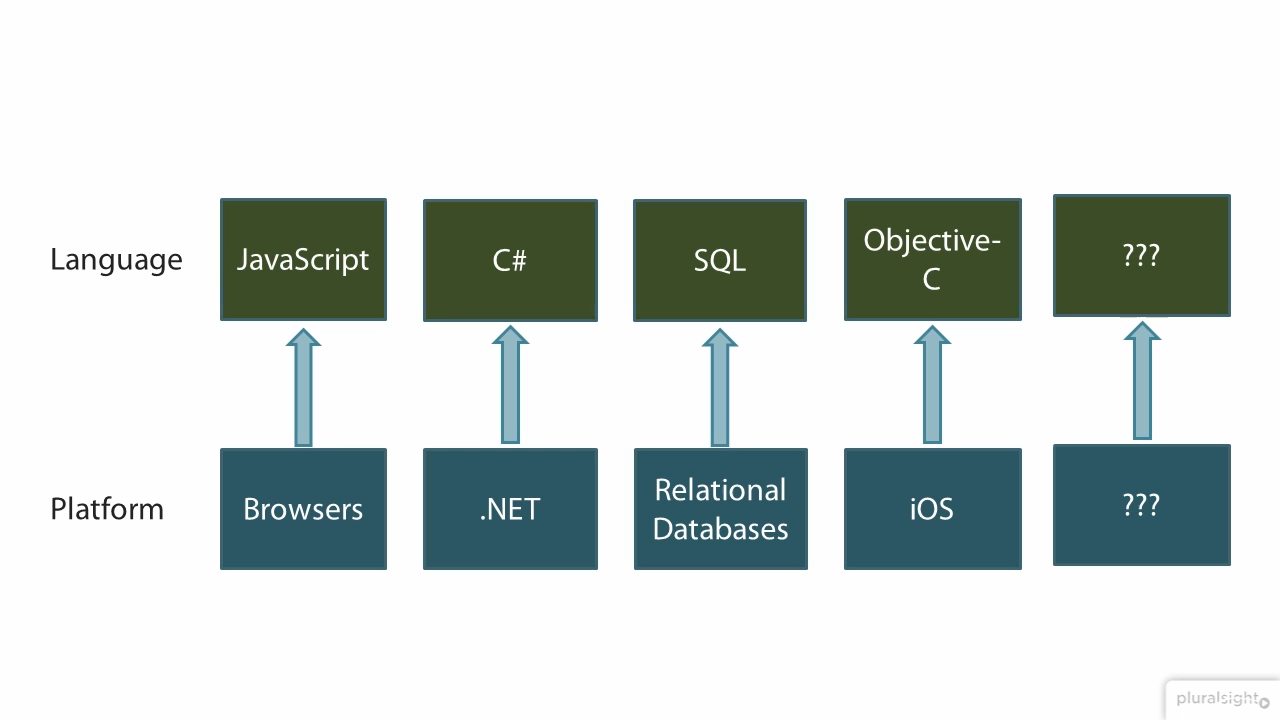 Language
JavaScript
C#
SQL
Objective-
C
???
Platform
Browsers
.NET
Relational
Databases
iOS
???
pluralsight